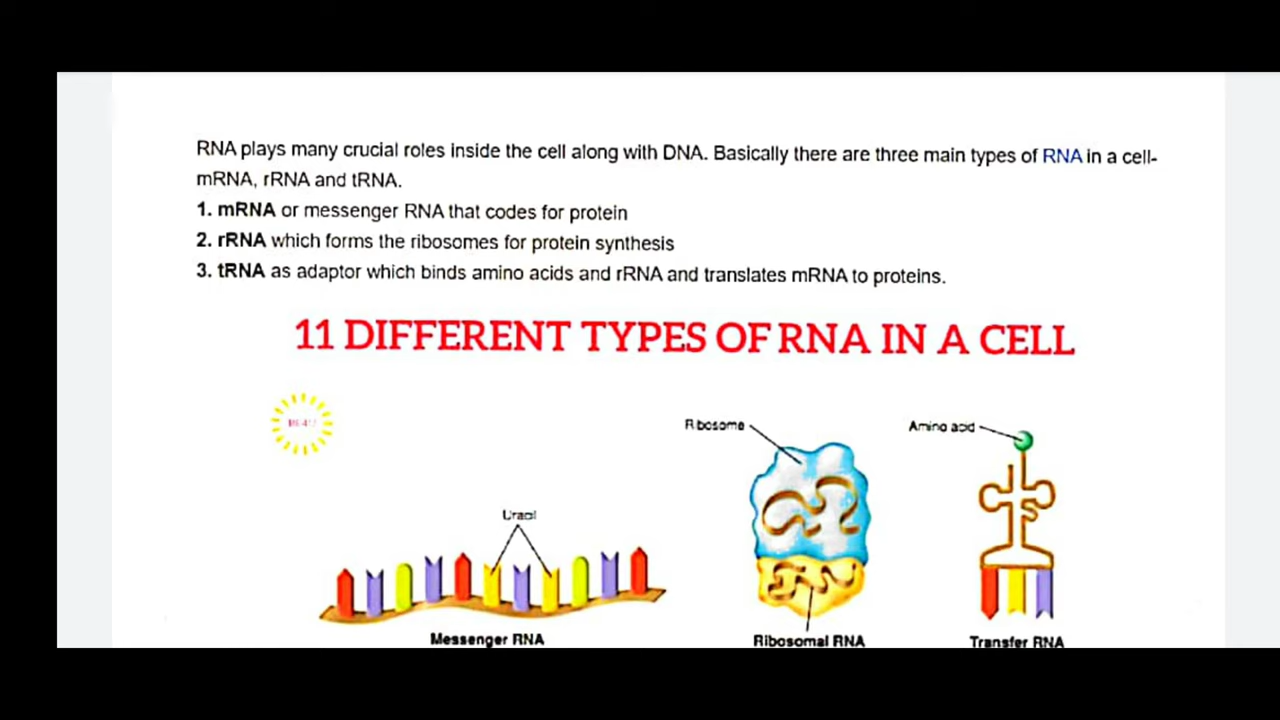 RNA plays many crucial roles inside the cell along with DNA. Basically there are three main types of RNA in a cell-
mRNA, rRNA and tRNA.
1. mRNA or messenger RNA that codes for protein
2. rRNA which forms the ribosomes for protein synthesis
3. tRNA as adaptor which binds amino acids and rRNA and translates mRNA to proteins.
11 DIFFERENT TYPES OF RNA IN A CELL
Ribosome
Amino acid
Uracil
Messenger RNA
Ribosomal RNA
Transfer RNA